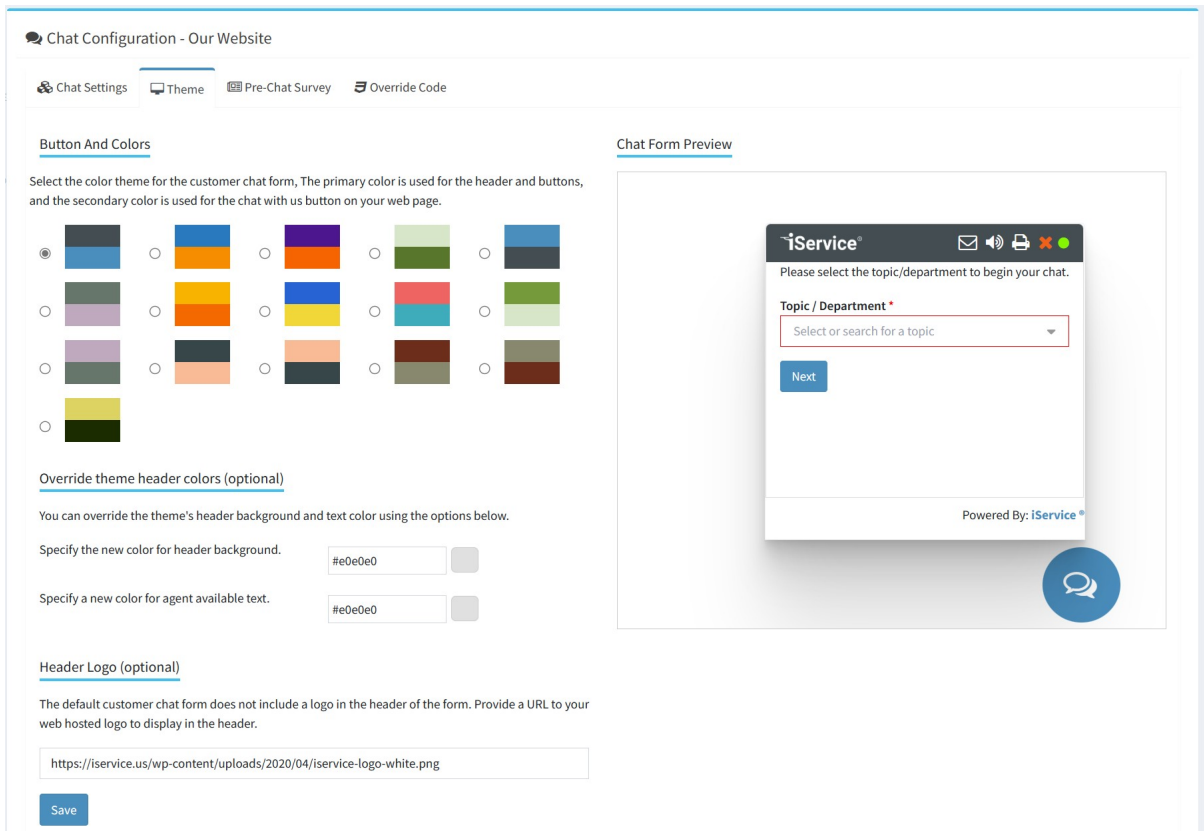 Chat Configuration - Our Website
Chat Settings
Theme
Pre-Chat Survey
Override Code
Button And Colors
Select the color theme for the customer chat form, The primary color is used for the header and buttons,
and the secondary color is used for the chat with us button on your web page.
Override theme header colors (optional)
You can override the theme's header background and text color using the options below.
Specify the new color for header background.
#e0e0e0
Specify a new color for agent available text.
#e0e0e0
Header Logo (optional)
The default customer chat form does not include a logo in the header of the form. Provide a URL to your
web hosted logo to display in the header.
https://iservice.us/wp-content/uploads/2020/04/iservice-logo-white.png
Save
Chat Form Preview
iService®
Please select the topic/department to begin your chat.
Topic / Department *
Select or search for a topic
Next
Powered By: iService ®